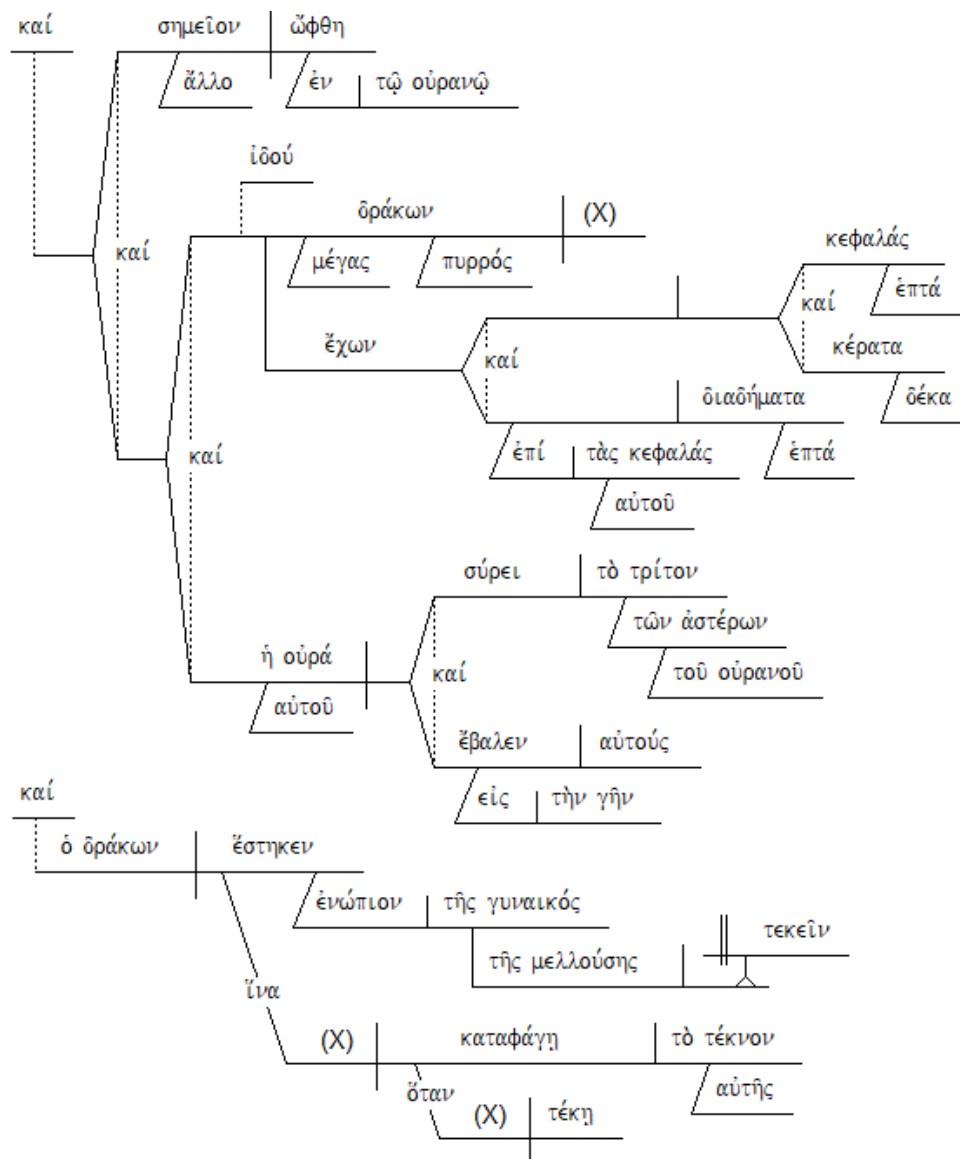 καί σημεῖον ὤφθη
ἄλλο ἐν τῷ οὐρανῷ
ἰδού
καί
δράκων (X)
μέγας πυρρός
κεφαλάς
ἑπτά
καί
ἔχων καί
κέρατα
δέκα
διαδήματα
ἐπί τὰς κεφαλάς ἑπτά
αὐτοῦ
καί
σύρει τὸ τρίτον
τῶν ἀστέρων
τοῦ οὐρανοῦ
ἡ οὐρά καί
αὐτοῦ
ἔβαλεν αὐτούς
εἰς τὴν γῆν
καί
ὁ δράκων ἕστηκεν
ἐνώπιον τῆς γυναικός
τεκεῖν
τῆς μελλούσης
ἵνα
(X) καταφάγῃ τὸ τέκνον
ὅταν αὐτῆς
(X) τέκῃ